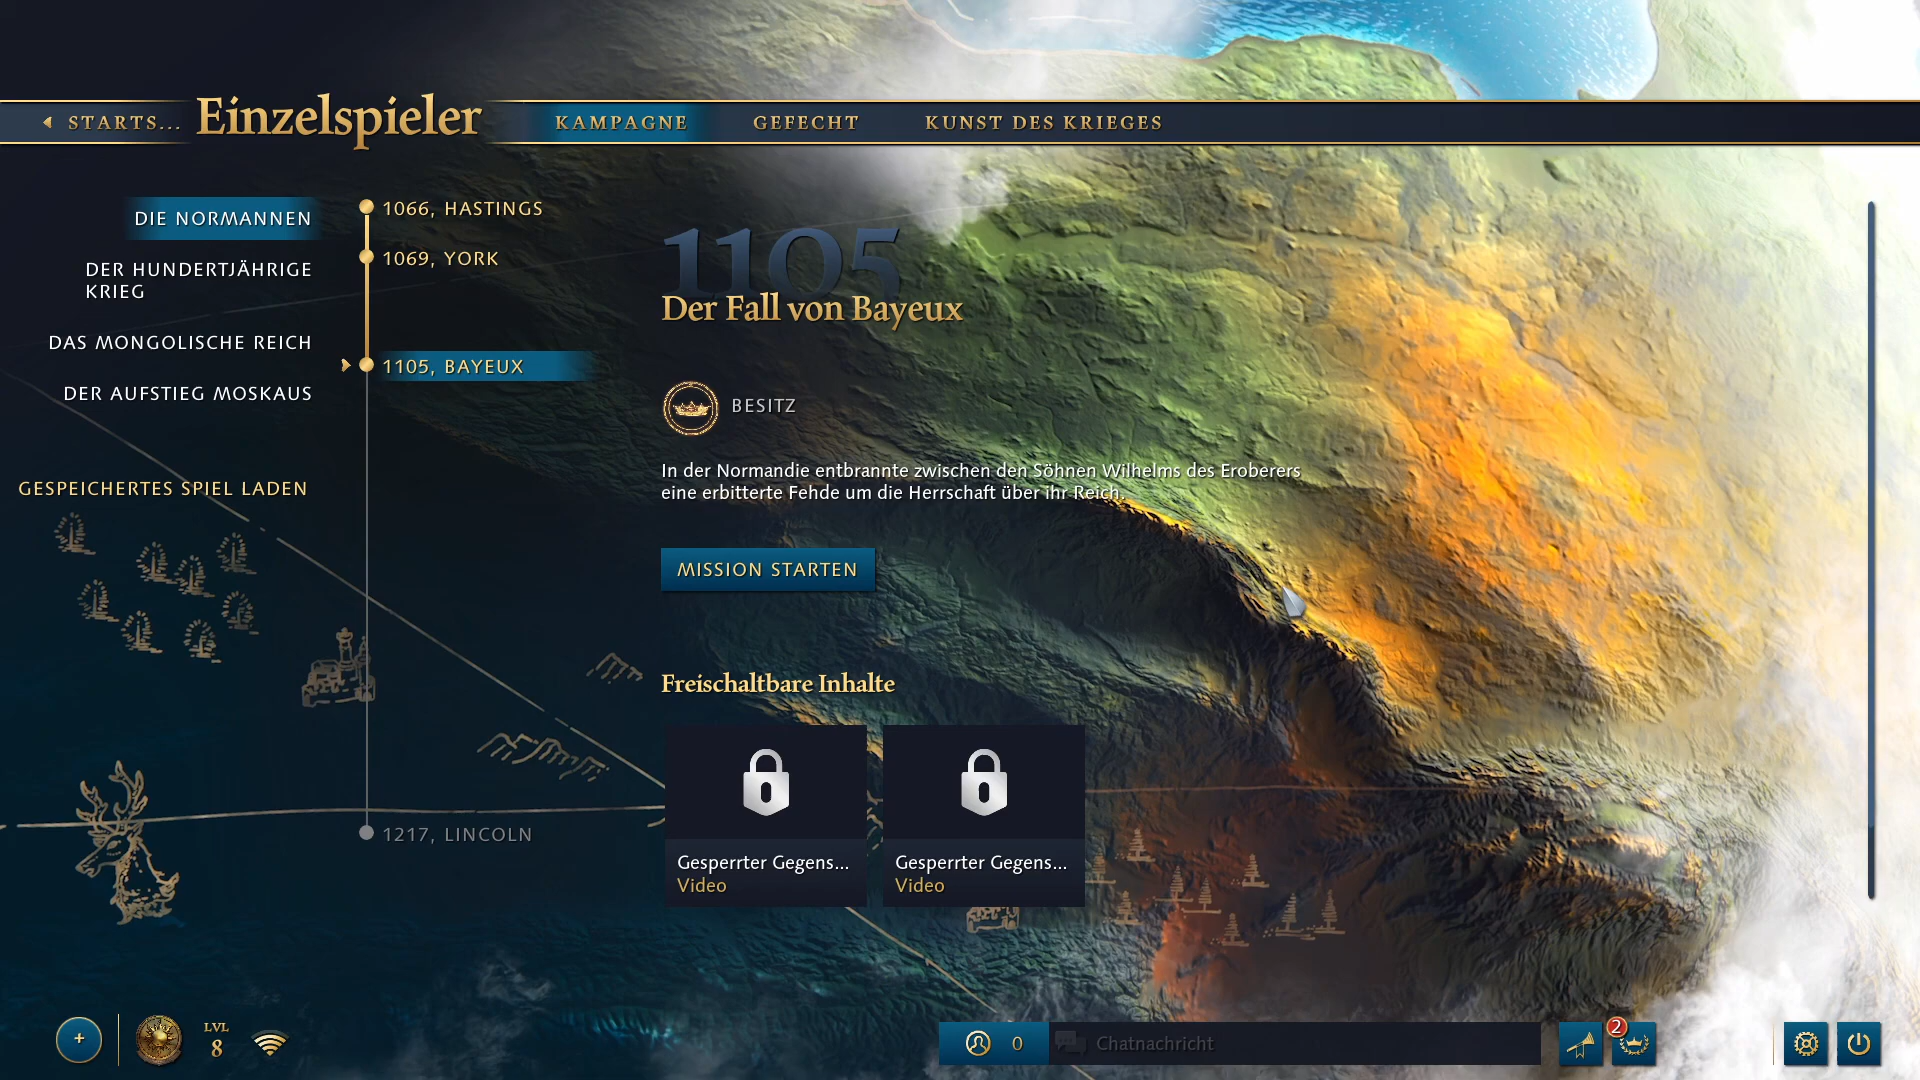 STARTS...
Einzelspieler
KAMPAGNE
GEFECHT
KUNST DES KRIEGES
DIE NORMANNEN
DER HUNDERTJÄHRIGE
KRIEG
DAS MONGOLISCHE REICH
DER AUFSTIEG MOSKAUS
GESPEICHERTES SPIEL LADEN
1066, HASTINGS
1069, YORK
1105, BAYEUX
1217, LINCOLN
1105
Der Fall von Bayeux
BESITZ
In der Normandie entbrannte zwischen den Söhnen Wilhelms des Eroberers
eine erbitterte Fehde um die Herrschaft über ihr Reich.
MISSION STARTEN
Freischaltbare Inhalte
Gesperrter Gegens...
Video
Gesperrter Gegens...
Video
+
LVL
8
0
Chatnachricht
2